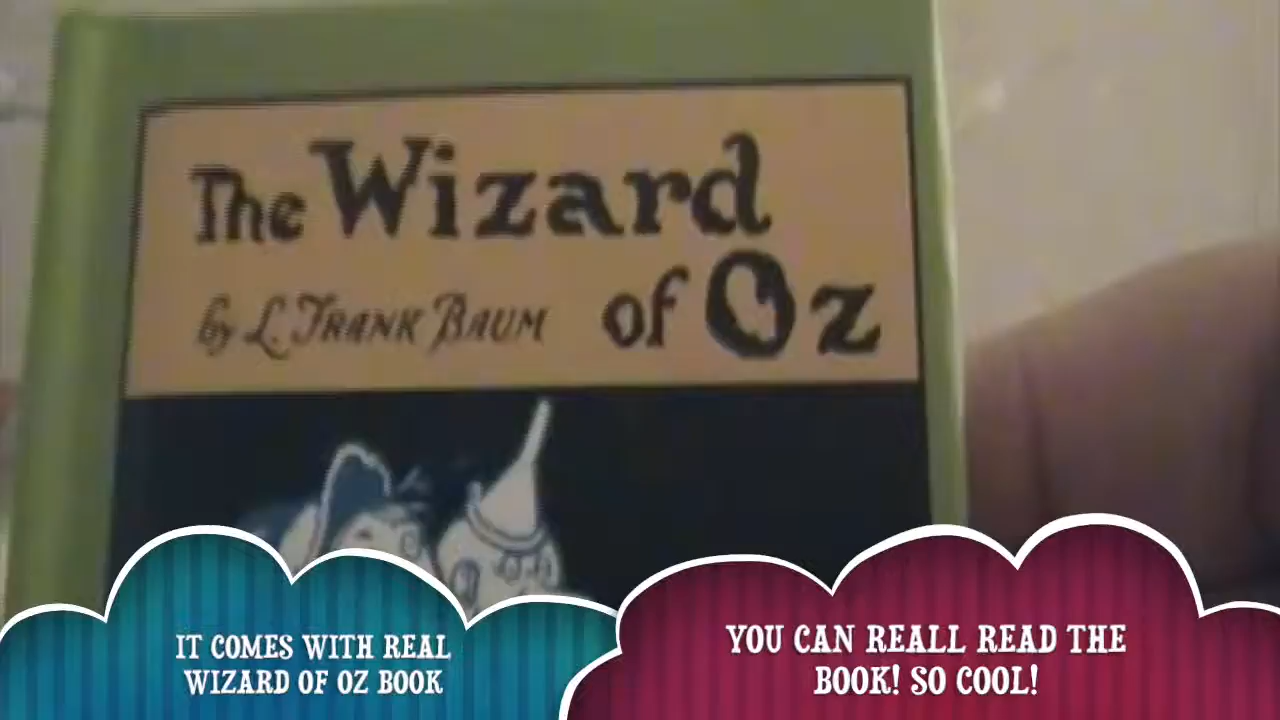 The Wizard
of Oz
by L. FRANK BAUM
IT COMES WITH REAL
WIZARD OF OZ BOOK
YOU CAN REALL READ THE
BOOK! SO COOL!